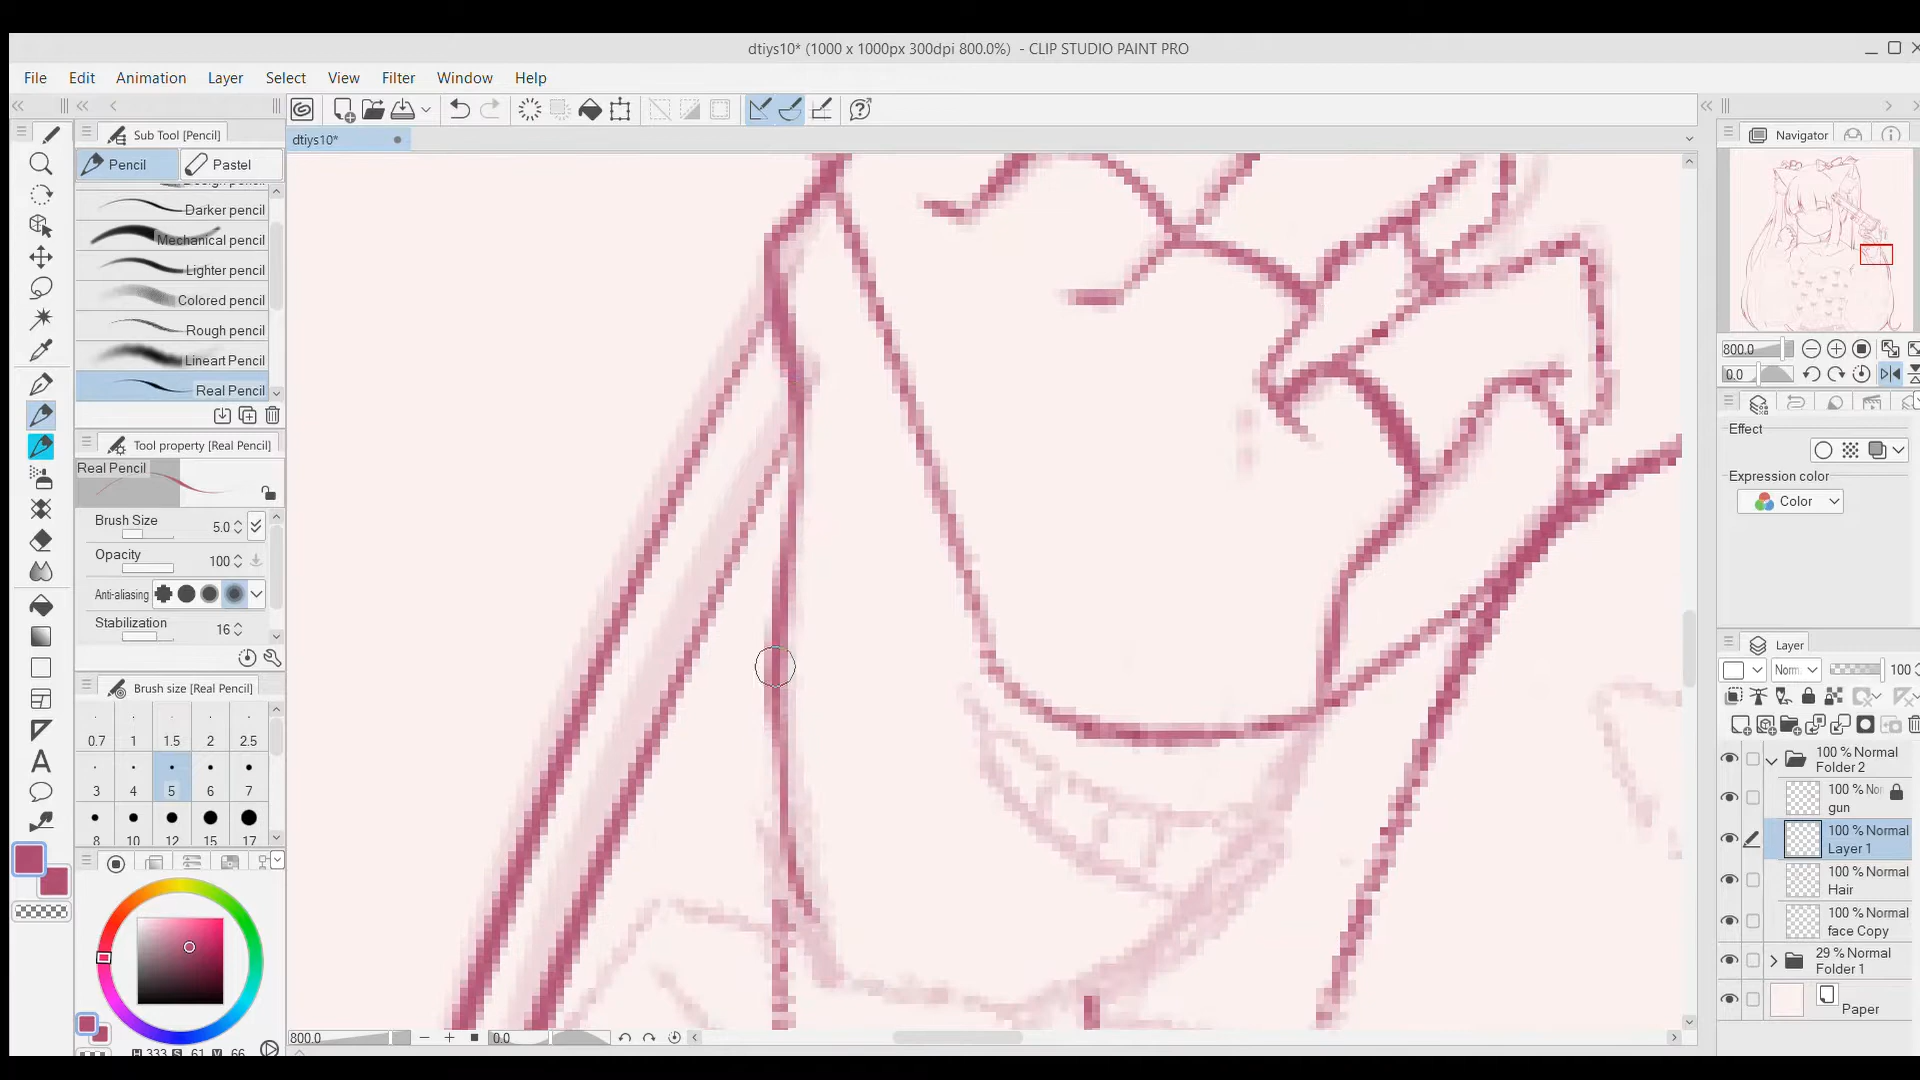 dtiys10* (1000 x 1000px 300dpi 800.0%)  - CLIP STUDIO PAINT PRO
File Edit Animation Layer Select View Filter Window Help
Sub Tool [Pencil]
dtiys10*
Navigator
Pencil Pastel
Darker pencil
Mechanical pencil
Lighter pencil
Colored pencil
Rough pencil
Lineart Pencil
Real Pencil
Tool property [Real Pencil]
Real Pencil
Brush Size 5.0
Opacity 100
Anti-aliasing
Stabilization 16
Brush size [Real Pencil]
0.7 1 1.5 2 2.5
3 4 5 6 7
8 10 12 15 17
H 333 S 61 V 66
800.0 0.0
800.0
0.0
Effect
Expression color
Color
Layer
Norm 100
100 % Normal
Folder 2
100 % Nor
gun
100 % Normal
Layer 1
100 % Normal
Hair
100 % Normal
face Copy
29 % Normal
Folder 1
Paper